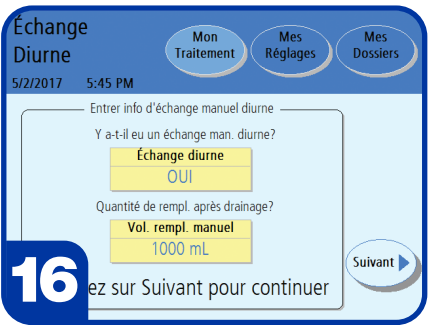 Échange
Diurne
Mon
Traitement
Mes
Réglages
Mes
Dossiers
5/2/2017 5:45 PM
Entrer info d'échange manuel diurne
Y a-t-il eu un échange man. diurne?
Échange diurne
OUI
Quantité de rempl. après drainage?
Vol. rempl. manuel
1000 mL
Suivant
16
ez sur Suivant pour continuer